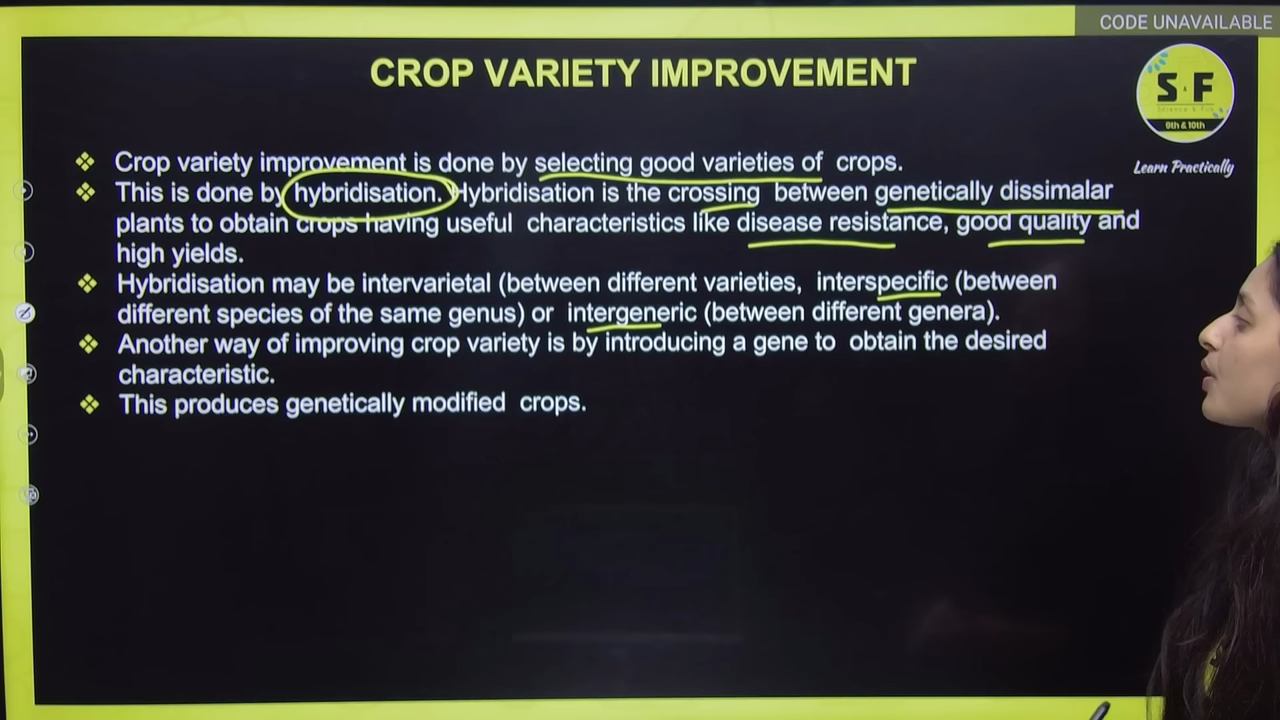 CODE UNAVAILABLE
CROP VARIETY IMPROVEMENT
S&F
Science & Fun
9th & 10th
Learn Practically
❖ Crop variety improvement is done by selecting good varieties of crops.
❖ This is done by hybridisation. Hybridisation is the crossing between genetically dissimalar
plants to obtain crops having useful characteristics like disease resistance, good quality and
high yields.
❖ Hybridisation may be intervarietal (between different varieties, interspecific (between
different species of the same genus) or intergeneric (between different genera).
❖ Another way of improving crop variety is by introducing a gene to obtain the desired
characteristic.
❖ This produces genetically modified crops.